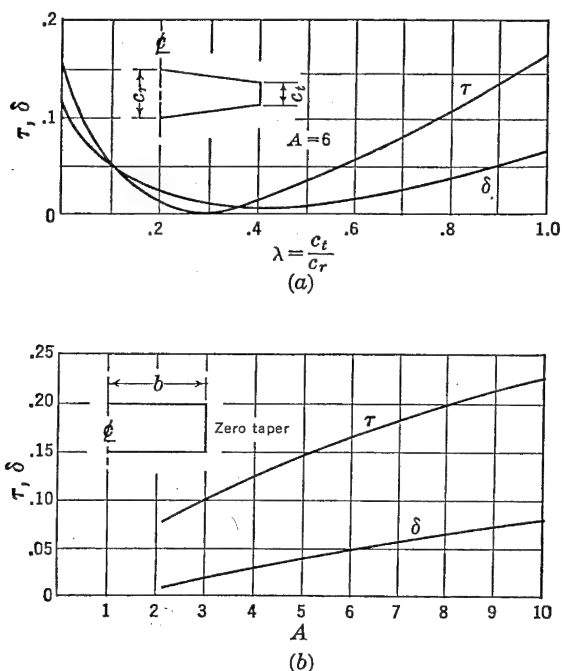 .2
.1
0
τ, δ
℄
c_r
c_t
A = 6
τ
δ
.2 .4 .6 .8 1.0
λ = c_t/c_r
(a)
.25
.20
.15
.10
.05
0
τ, δ
b
℄
Zero taper
τ
δ
1 2 3 4 5 6 7 8 9 10
A
(b)